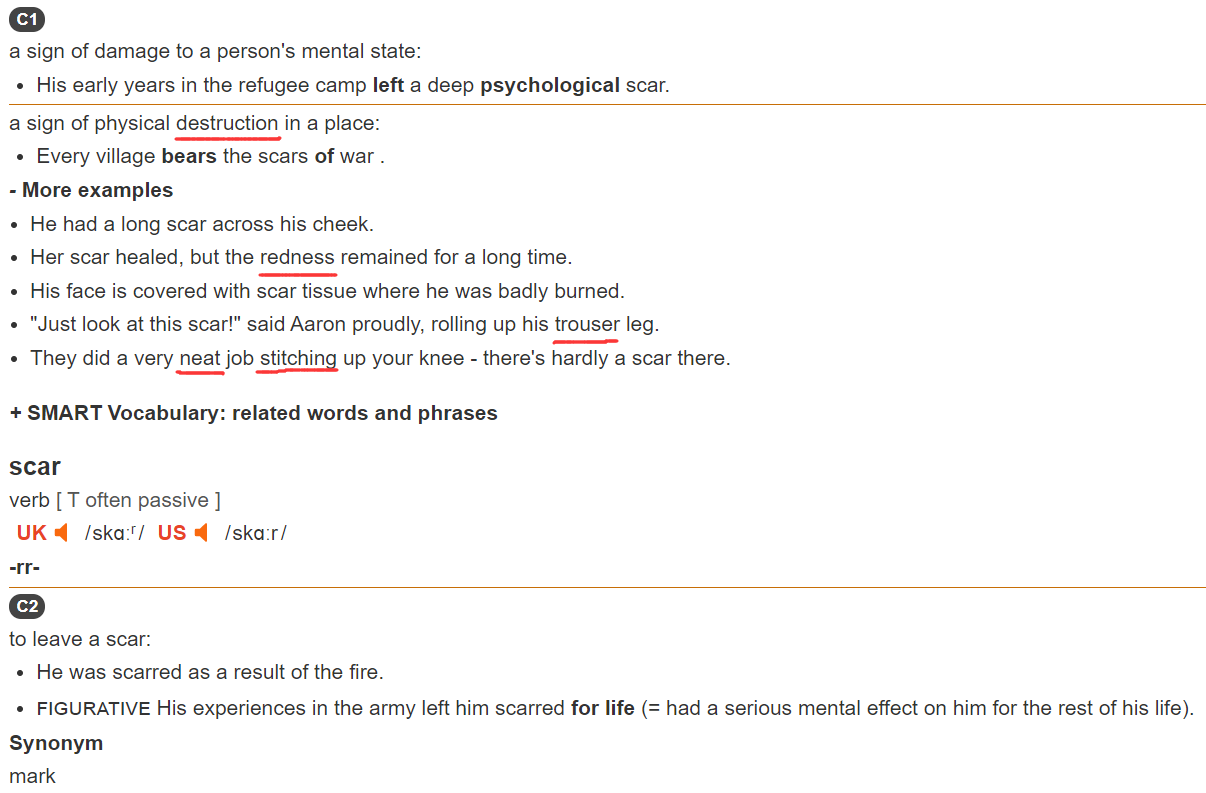 C1
a sign of damage to a person's mental state:
• His early years in the refugee camp left a deep psychological scar.
a sign of physical destruction in a place:
• Every village bears the scars of war .
- More examples
• He had a long scar across his cheek.
• Her scar healed, but the redness remained for a long time.
• His face is covered with scar tissue where he was badly burned.
• "Just look at this scar!" said Aaron proudly, rolling up his trouser leg.
• They did a very neat job stitching up your knee - there's hardly a scar there.
+ SMART Vocabulary: related words and phrases
scar
verb [ T often passive ]
UK /skɑːʳ/ US /skɑːr/
-rr-
C2
to leave a scar:
• He was scarred as a result of the fire.
• FIGURATIVE His experiences in the army left him scarred for life (= had a serious mental effect on him for the rest of his life).
Synonym
mark